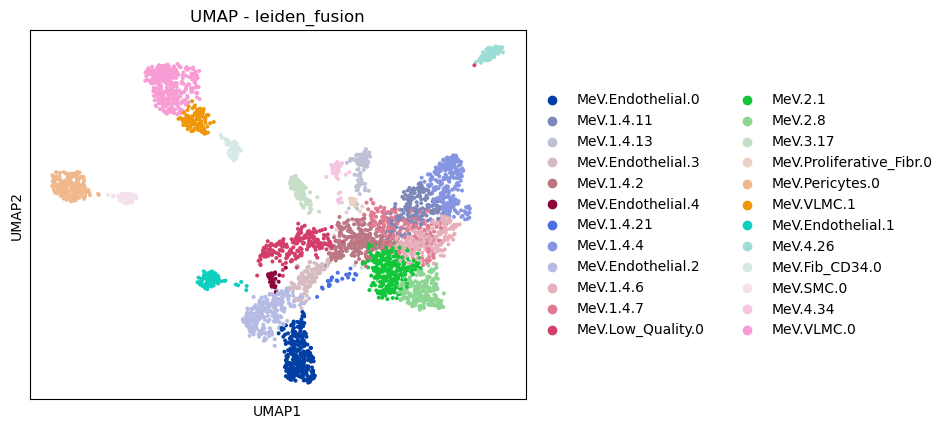 UMAP - leiden_fusion
UMAP2
UMAP1
MeV.Endothelial.0
MeV.1.4.11
MeV.1.4.13
MeV.Endothelial.3
MeV.1.4.2
MeV.Endothelial.4
MeV.1.4.21
MeV.1.4.4
MeV.Endothelial.2
MeV.1.4.6
MeV.1.4.7
MeV.Low_Quality.0
MeV.2.1
MeV.2.8
MeV.3.17
MeV.Proliferative_Fibr.0
MeV.Pericytes.0
MeV.VLMC.1
MeV.Endothelial.1
MeV.4.26
MeV.Fib_CD34.0
MeV.SMC.0
MeV.4.34
MeV.VLMC.0